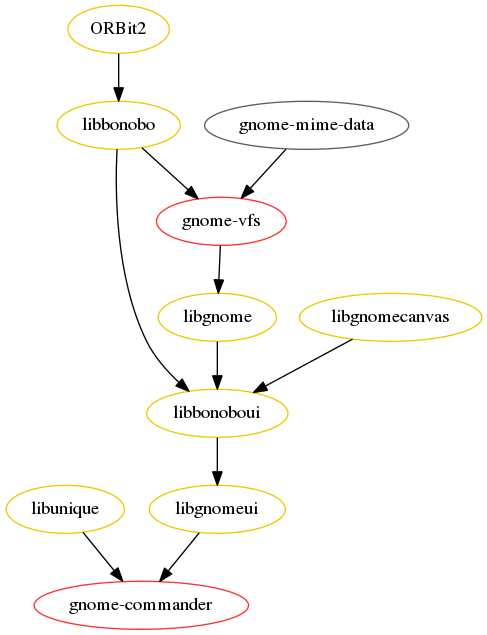 ORBit2
libbonobo
gnome-mime-data
gnome-vfs
libgnome
libgnomecanvas
libbonoboui
libunique
libgnomeui
gnome-commander